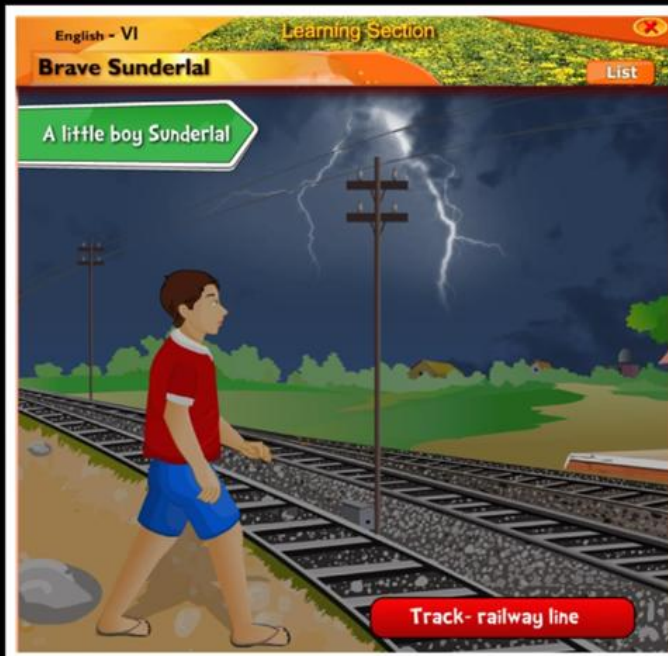 English - VI
Learning Section
Brave Sunderlal
List
A little boy Sunderlal
Track- railway line